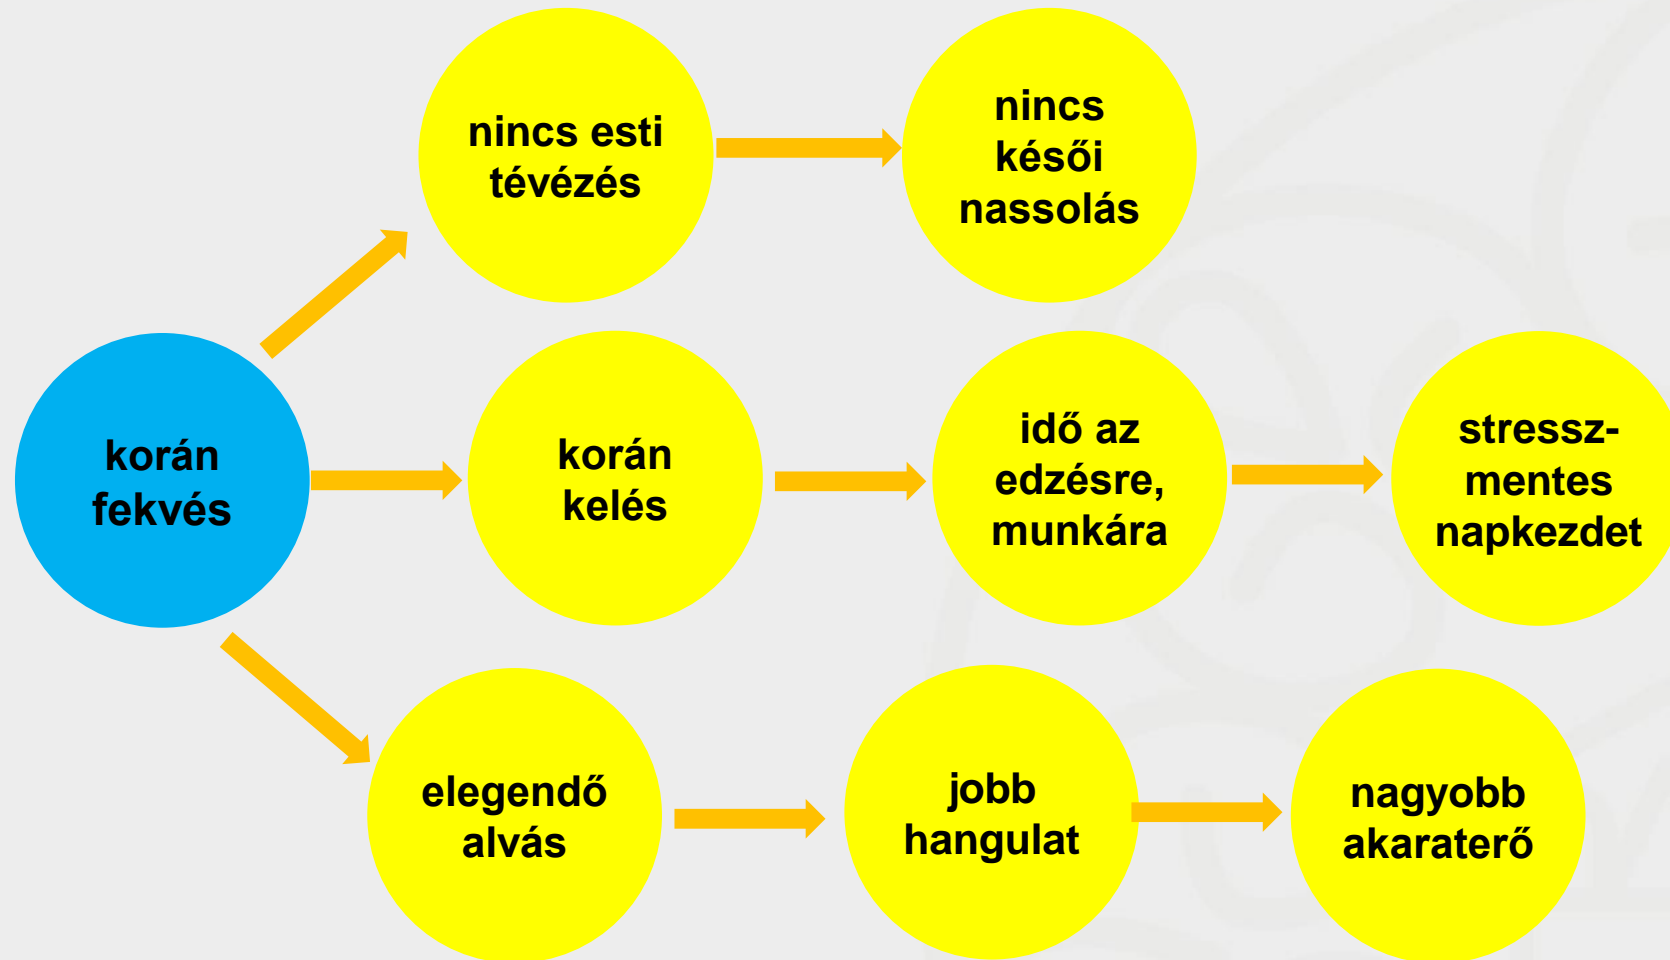 nincs esti
tévézés
nincs
késői
nassolás
korán
fekvés
korán
kelés
idő az
edzésre,
munkára
stressz-
mentes
napkezdet
elegendő
alvás
jobb
hangulat
nagyobb
akaraterő